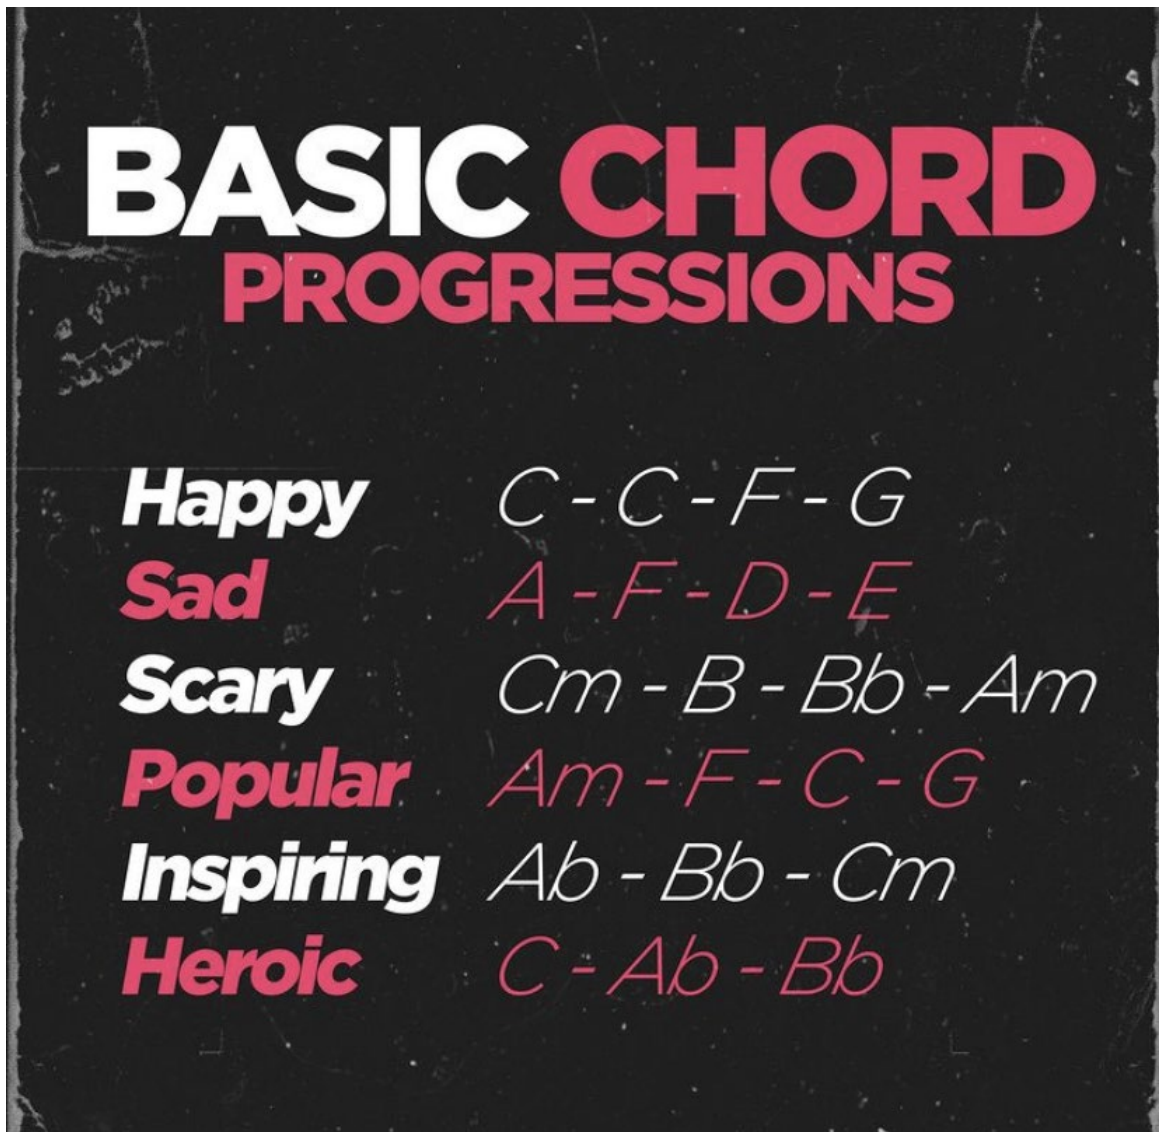 BASIC CHORD
PROGRESSIONS
Happy C - C - F - G
Sad A - F - D - E
Scary Cm - B - Bb - Am
Popular Am - F - C - G
Inspiring Ab - Bb - Cm
Heroic C - Ab - Bb